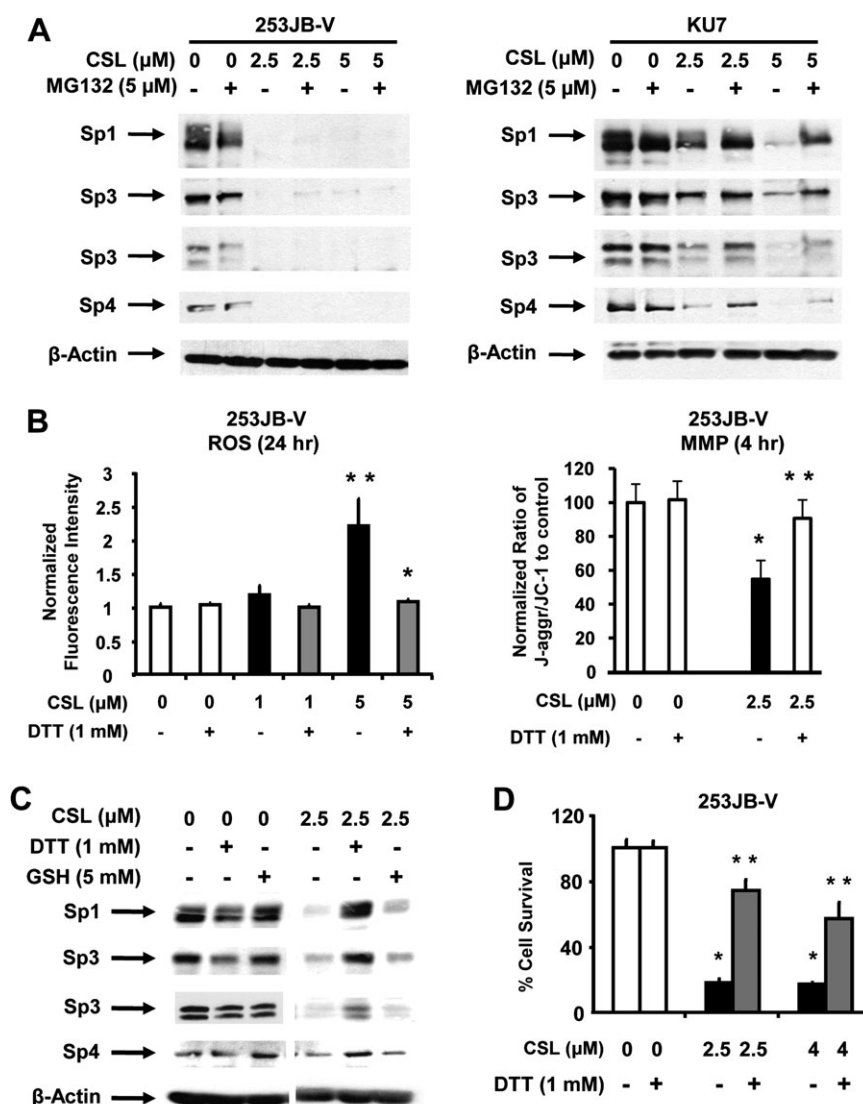 A
253JB-V
CSL (µM) 0 0 2.5 2.5 5 5
MG132 (5 µM) - + - + - +
Sp1
Sp3
Sp3
Sp4
β-Actin
KU7
CSL (µM) 0 0 2.5 2.5 5 5
MG132 (5 µM) - + - + - +
Sp1
Sp3
Sp3
Sp4
β-Actin
B
253JB-V
ROS (24 hr)
Normalized
Fluorescence Intensity
3
2.5
2
1.5
1
0.5
0
* *
*
CSL (µM) 0 0 1 1 5 5
DTT (1 mM) - + - + - +
253JB-V
MMP (4 hr)
Normalized Ratio of
J-aggr/JC-1 to control
120
100
80
60
40
20
0
*
* *
CSL (µM) 0 0 2.5 2.5
DTT (1 mM) - + - +
C
CSL (µM) 0 0 0 2.5 2.5 2.5
DTT (1 mM) - + - - + -
GSH (5 mM) - - + - - +
Sp1
Sp3
Sp3
Sp4
β-Actin
D
253JB-V
% Cell Survival
120
80
40
0
*
* *
*
* *
CSL (µM) 0 0 2.5 2.5 4 4
DTT (1 mM) - + - + - +